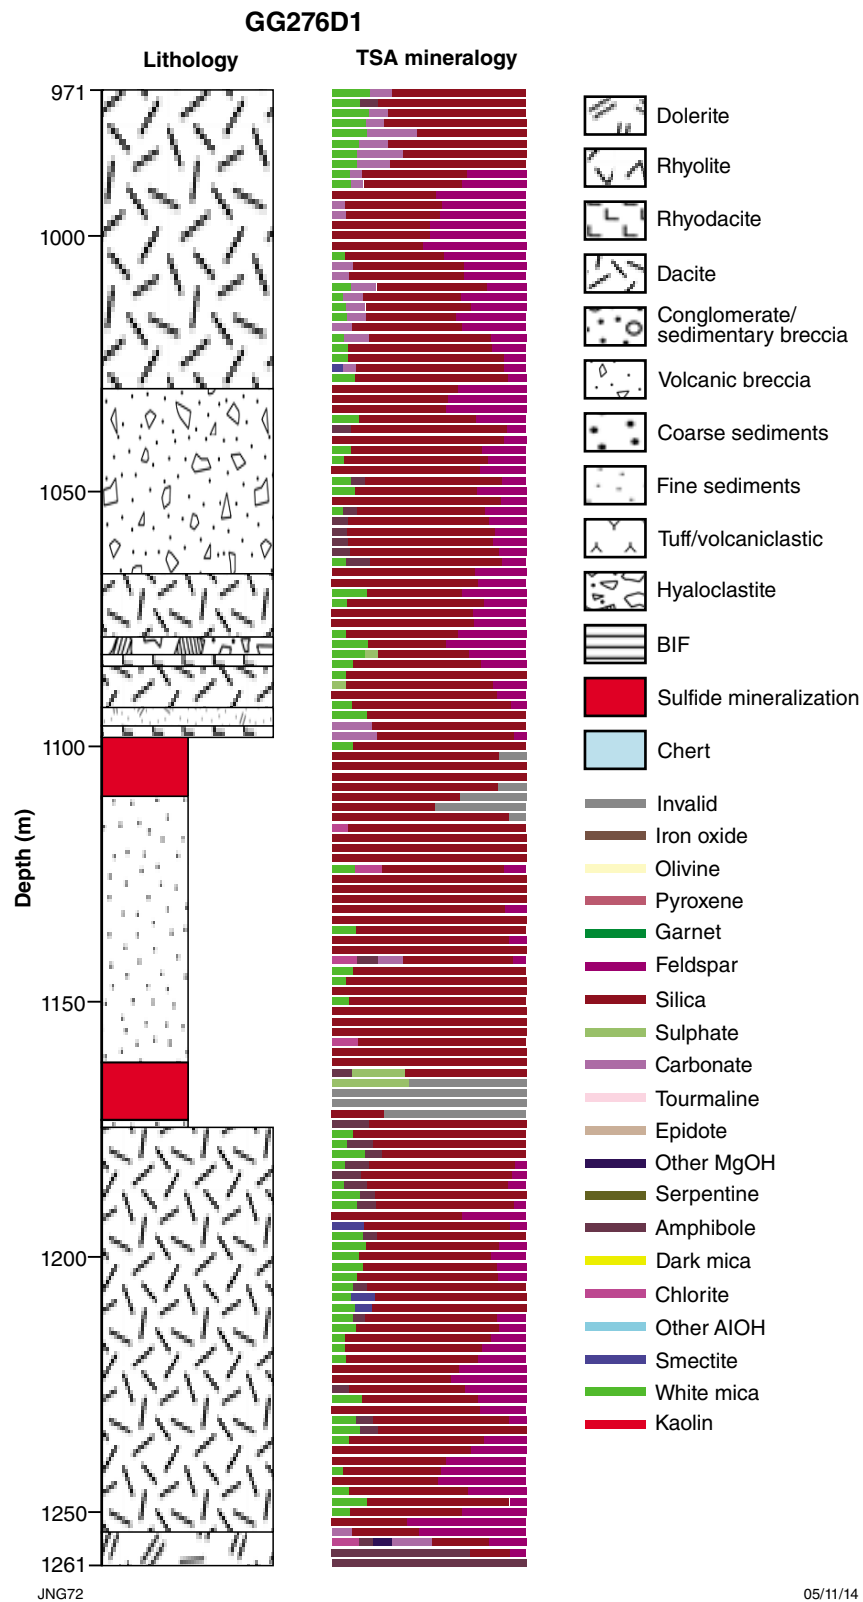 GG276D1
Lithology
TSA mineralogy
971
1000
1050
1100
1150
1200
1250
1261
Depth (m)
Dolerite
Rhyolite
Rhyodacite
Dacite
Conglomerate/
sedimentary breccia
Volcanic breccia
Coarse sediments
Fine sediments
Tuff/volcaniclastic
Hyaloclastite
BIF
Sulfide mineralization
Chert
Invalid
Iron oxide
Olivine
Pyroxene
Garnet
Feldspar
Silica
Sulphate
Carbonate
Tourmaline
Epidote
Other MgOH
Serpentine
Amphibole
Dark mica
Chlorite
Other AlOH
Smectite
White mica
Kaolin
JNG72
05/11/14